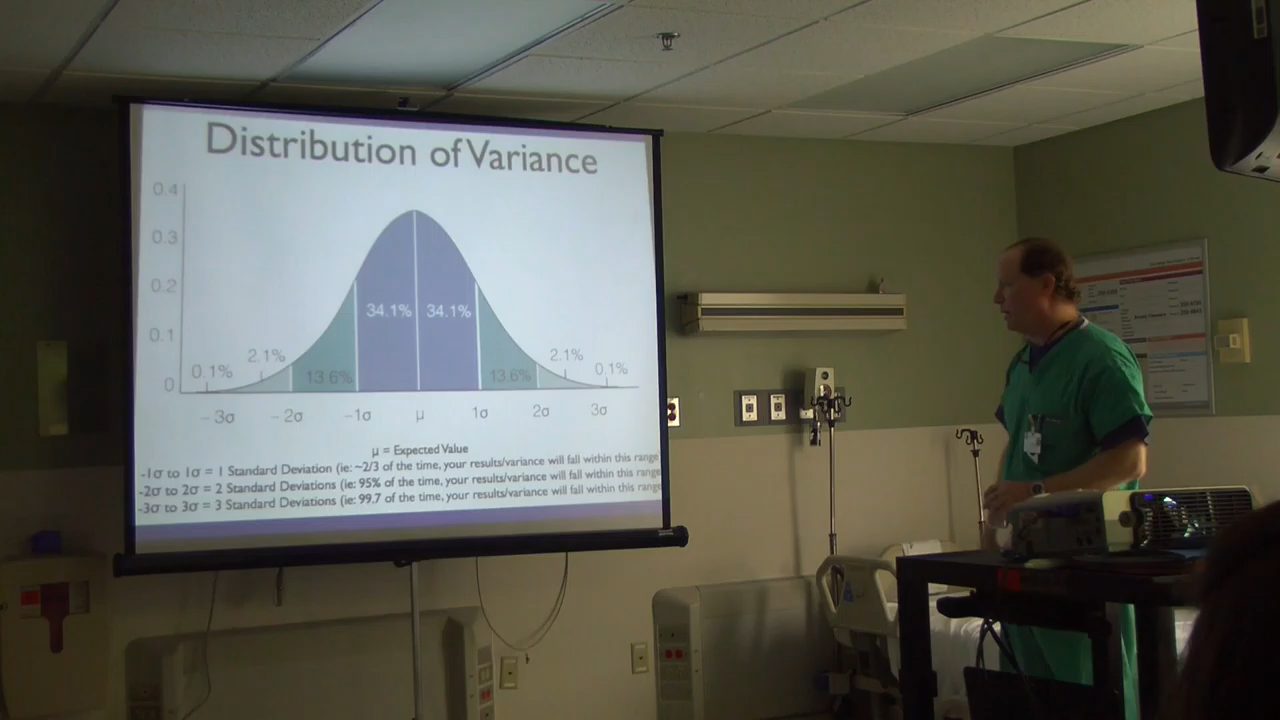 Distribution of Variance
0.4
0.3
0.2
0.1
0
0.1%
2.1%
13.6%
34.1%
34.1%
13.6%
2.1%
0.1%
-3σ -2σ -1σ μ 1σ 2σ 3σ
μ = Expected Value
-1σ to 1σ = 1 Standard Deviation (ie: ~2/3 of the time, your results/variance will fall within this range
-2σ to 2σ = 2 Standard Deviations (ie: 95% of the time, your results/variance will fall within this range
-3σ to 3σ = 3 Standard Deviations (ie: 99.7 of the time, your results/variance will fall within this range